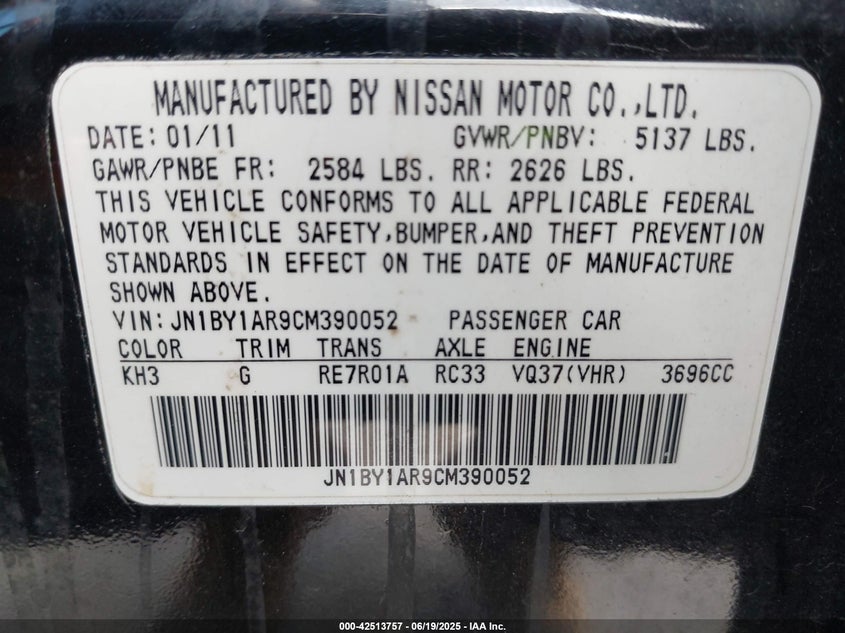 MANUFACTURED BY NISSAN MOTOR CO.,LTD.
DATE: 01/11 GVWR/PNBV: 5137 LBS.
GAWR/PNBE FR: 2584 LBS. RR: 2626 LBS.
THIS VEHICLE CONFORMS TO ALL APPLICABLE FEDERAL
MOTOR VEHICLE SAFETY,BUMPER,AND THEFT PREVENTION
STANDARDS IN EFFECT ON THE DATE OF MANUFACTURE
SHOWN ABOVE.
VIN: JN1BY1AR9CM390052 PASSENGER CAR
COLOR TRIM TRANS AXLE ENGINE
KH3 G RE7R01A RC33 VQ37(VHR) 3696CC
JN1BY1AR9CM390052
000-42513757 - 06/19/2025 - IAA Inc.